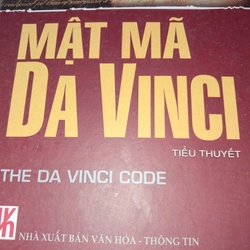 MẬT MÃ
DA VINCI
TIỂU THUYẾT
THE DA VINCI CODE
NHÀ XUẤT BẢN VĂN HÓA - THÔNG TIN